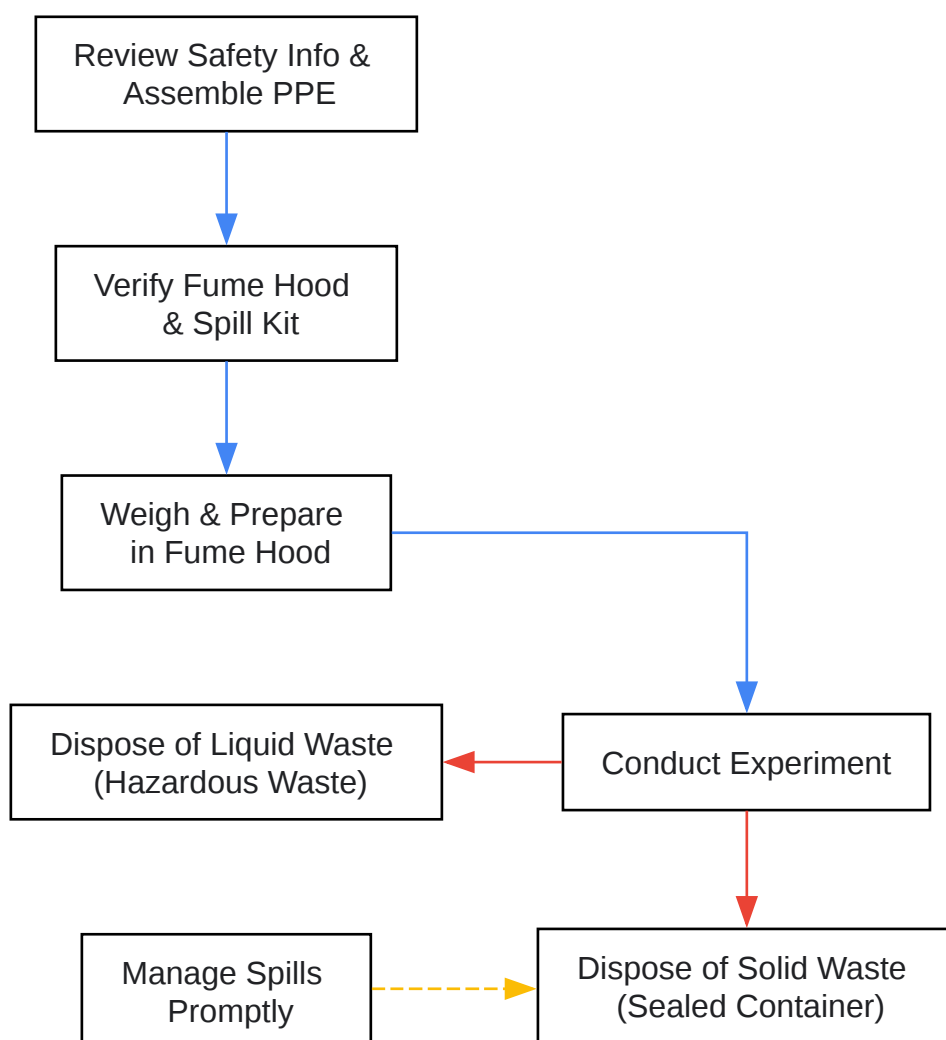 Review Safety Info &
Assemble PPE
Verify Fume Hood
& Spill Kit
Weigh & Prepare
in Fume Hood
Dispose of Liquid Waste
(Hazardous Waste)
Conduct Experiment
Manage Spills
Promptly
Dispose of Solid Waste
(Sealed Container)